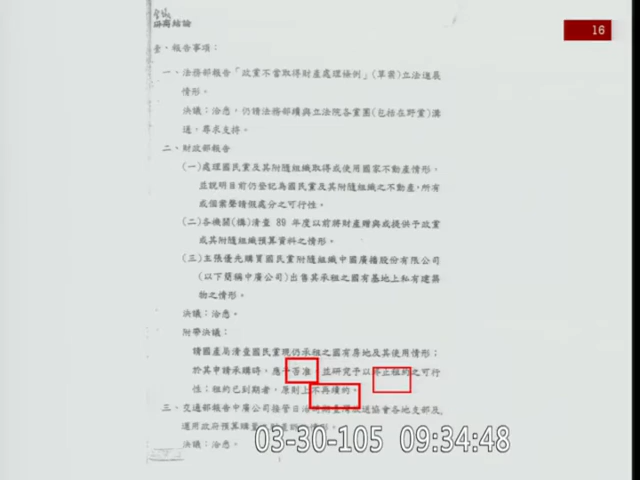 16
結論
壹、報告事項：
一、法務部報告「政黨不當取得財產處理條例」(草案)立法進展
情形。
決議：洽悉，仍請法務部續與立法院各黨團(包括在野黨)溝
通，尋求支持。
二、財政部報告
(一)處理國民黨及其附隨組織取得或使用國家不動產情形，
並說明目前仍登記為國民黨及其附隨組織之不動產，所有
或個案聲請假處分之可行性。
(二)各機關(構)清查 89 年度以前將財產贈與或提供予政黨
或其附隨組織預算資料之情形。
(三)主張優先購買國民黨附隨組織中國廣播股份有限公司
(以下簡稱中廣公司)出售其承租之國有基地上私有建築
物之情形。
決議：洽悉。
附帶決議：
請國產局清查國民黨現仍承租之國有房地及其使用情形；
於其申請承購時，應予否准，並研究予以終止租約之可行
性；租約已到期者，原則上不再續約。
三、交通部報告中廣公司接管日治時期臺灣放送協會各地支部及
運用政府預算購置之財產
決議：洽悉。
03-30-105 09:34:48